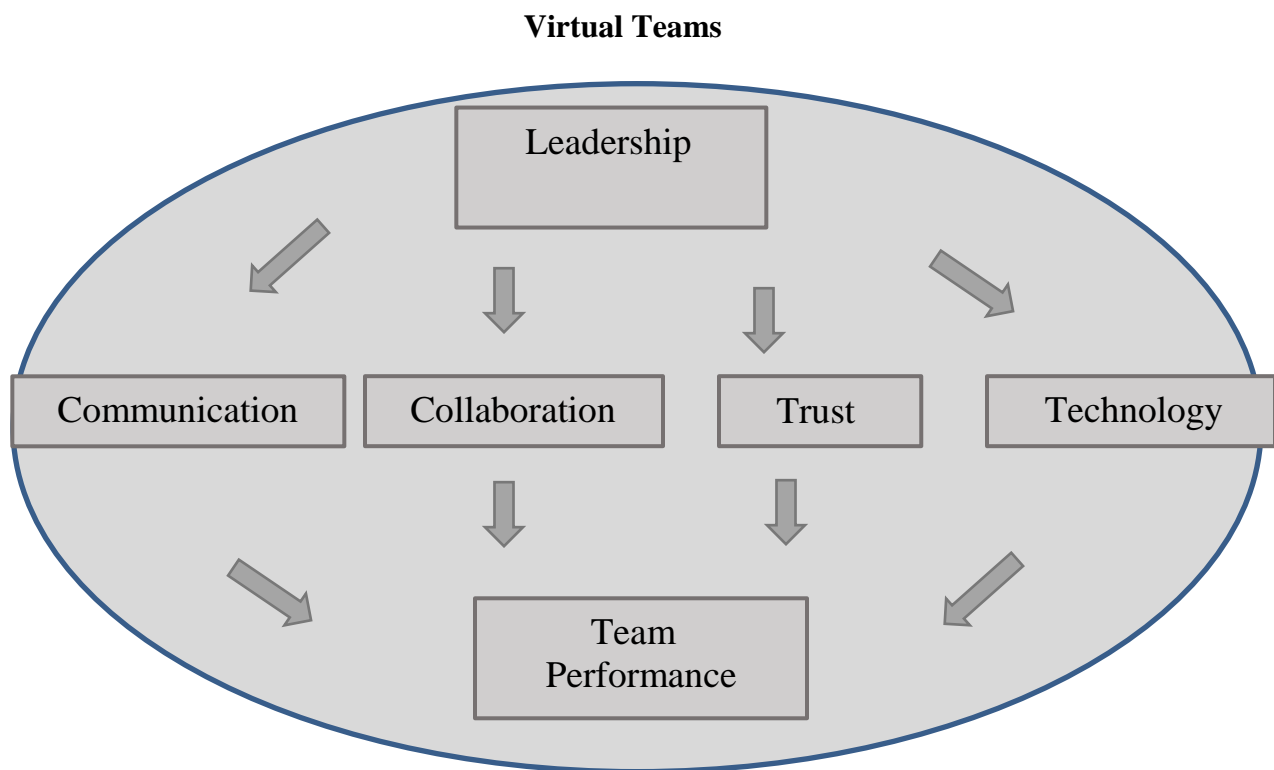 Virtual Teams
Leadership
Communication
Collaboration
Trust
Technology
Team
Performance